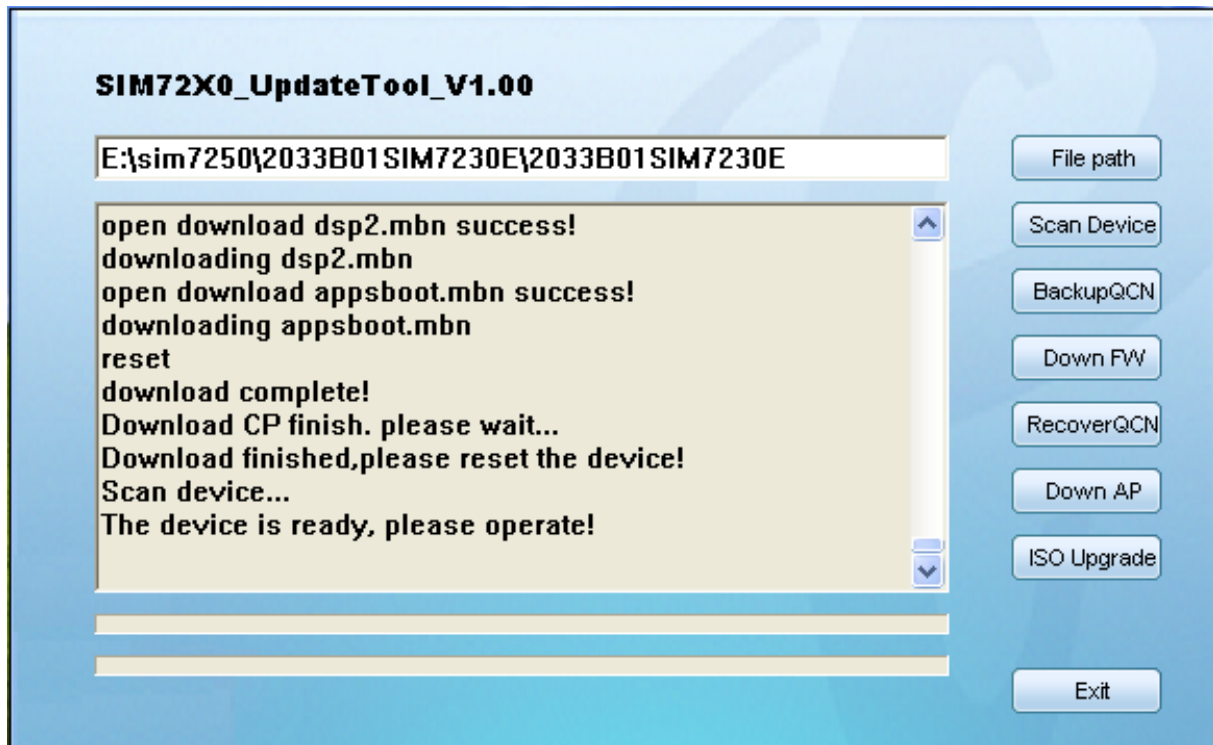 SIM72X0_UpdateTool_V1.00
E:\sim7250\2033B01SIM7230E\2033B01SIM7230E
File path
open download dsp2.mbn success!
downloading dsp2.mbn
open download appsboot.mbn success!
downloading appsboot.mbn
reset
download complete!
Download CP finish. please wait...
Download finished,please reset the device!
Scan device...
The device is ready, please operate!
Scan Device
BackupQCN
Down FW
RecoverQCN
Down AP
ISO Upgrade
Exit